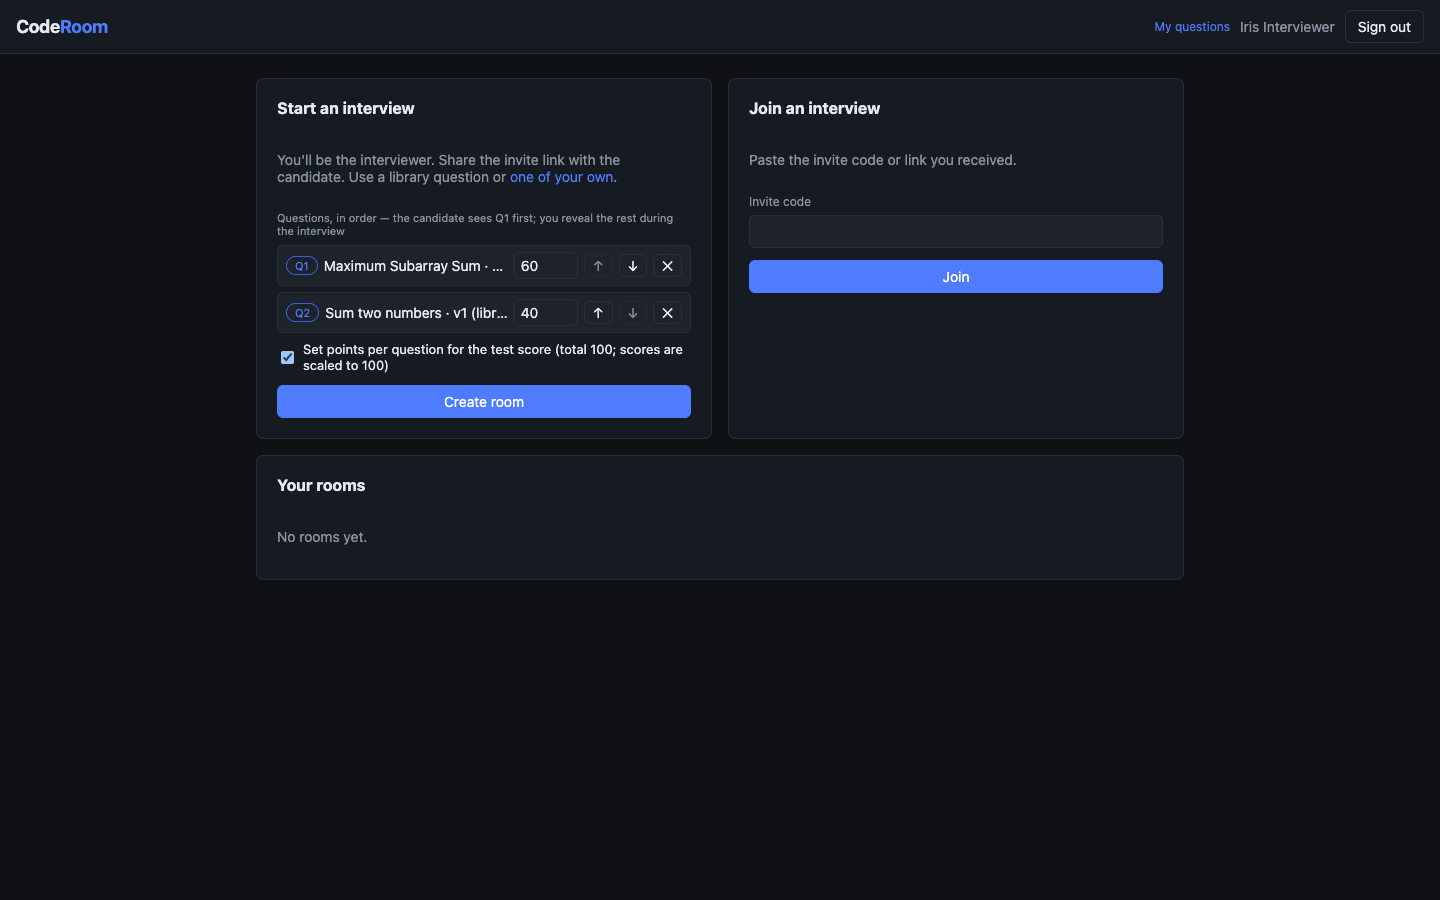 CodeRoom
My questions
Iris Interviewer
Sign out
Start an interview
You'll be the interviewer. Share the invite link with the
candidate. Use a library question or one of your own.
Questions, in order — the candidate sees Q1 first; you reveal the rest during
the interview
Q1 Maximum Subarray Sum · ... 60 ↑ ↓ ✕
Q2 Sum two numbers · v1 (libr... 40 ↑ ↓ ✕
Set points per question for the test score (total 100; scores are
scaled to 100)
Create room
Join an interview
Paste the invite code or link you received.
Invite code
Join
Your rooms
No rooms yet.